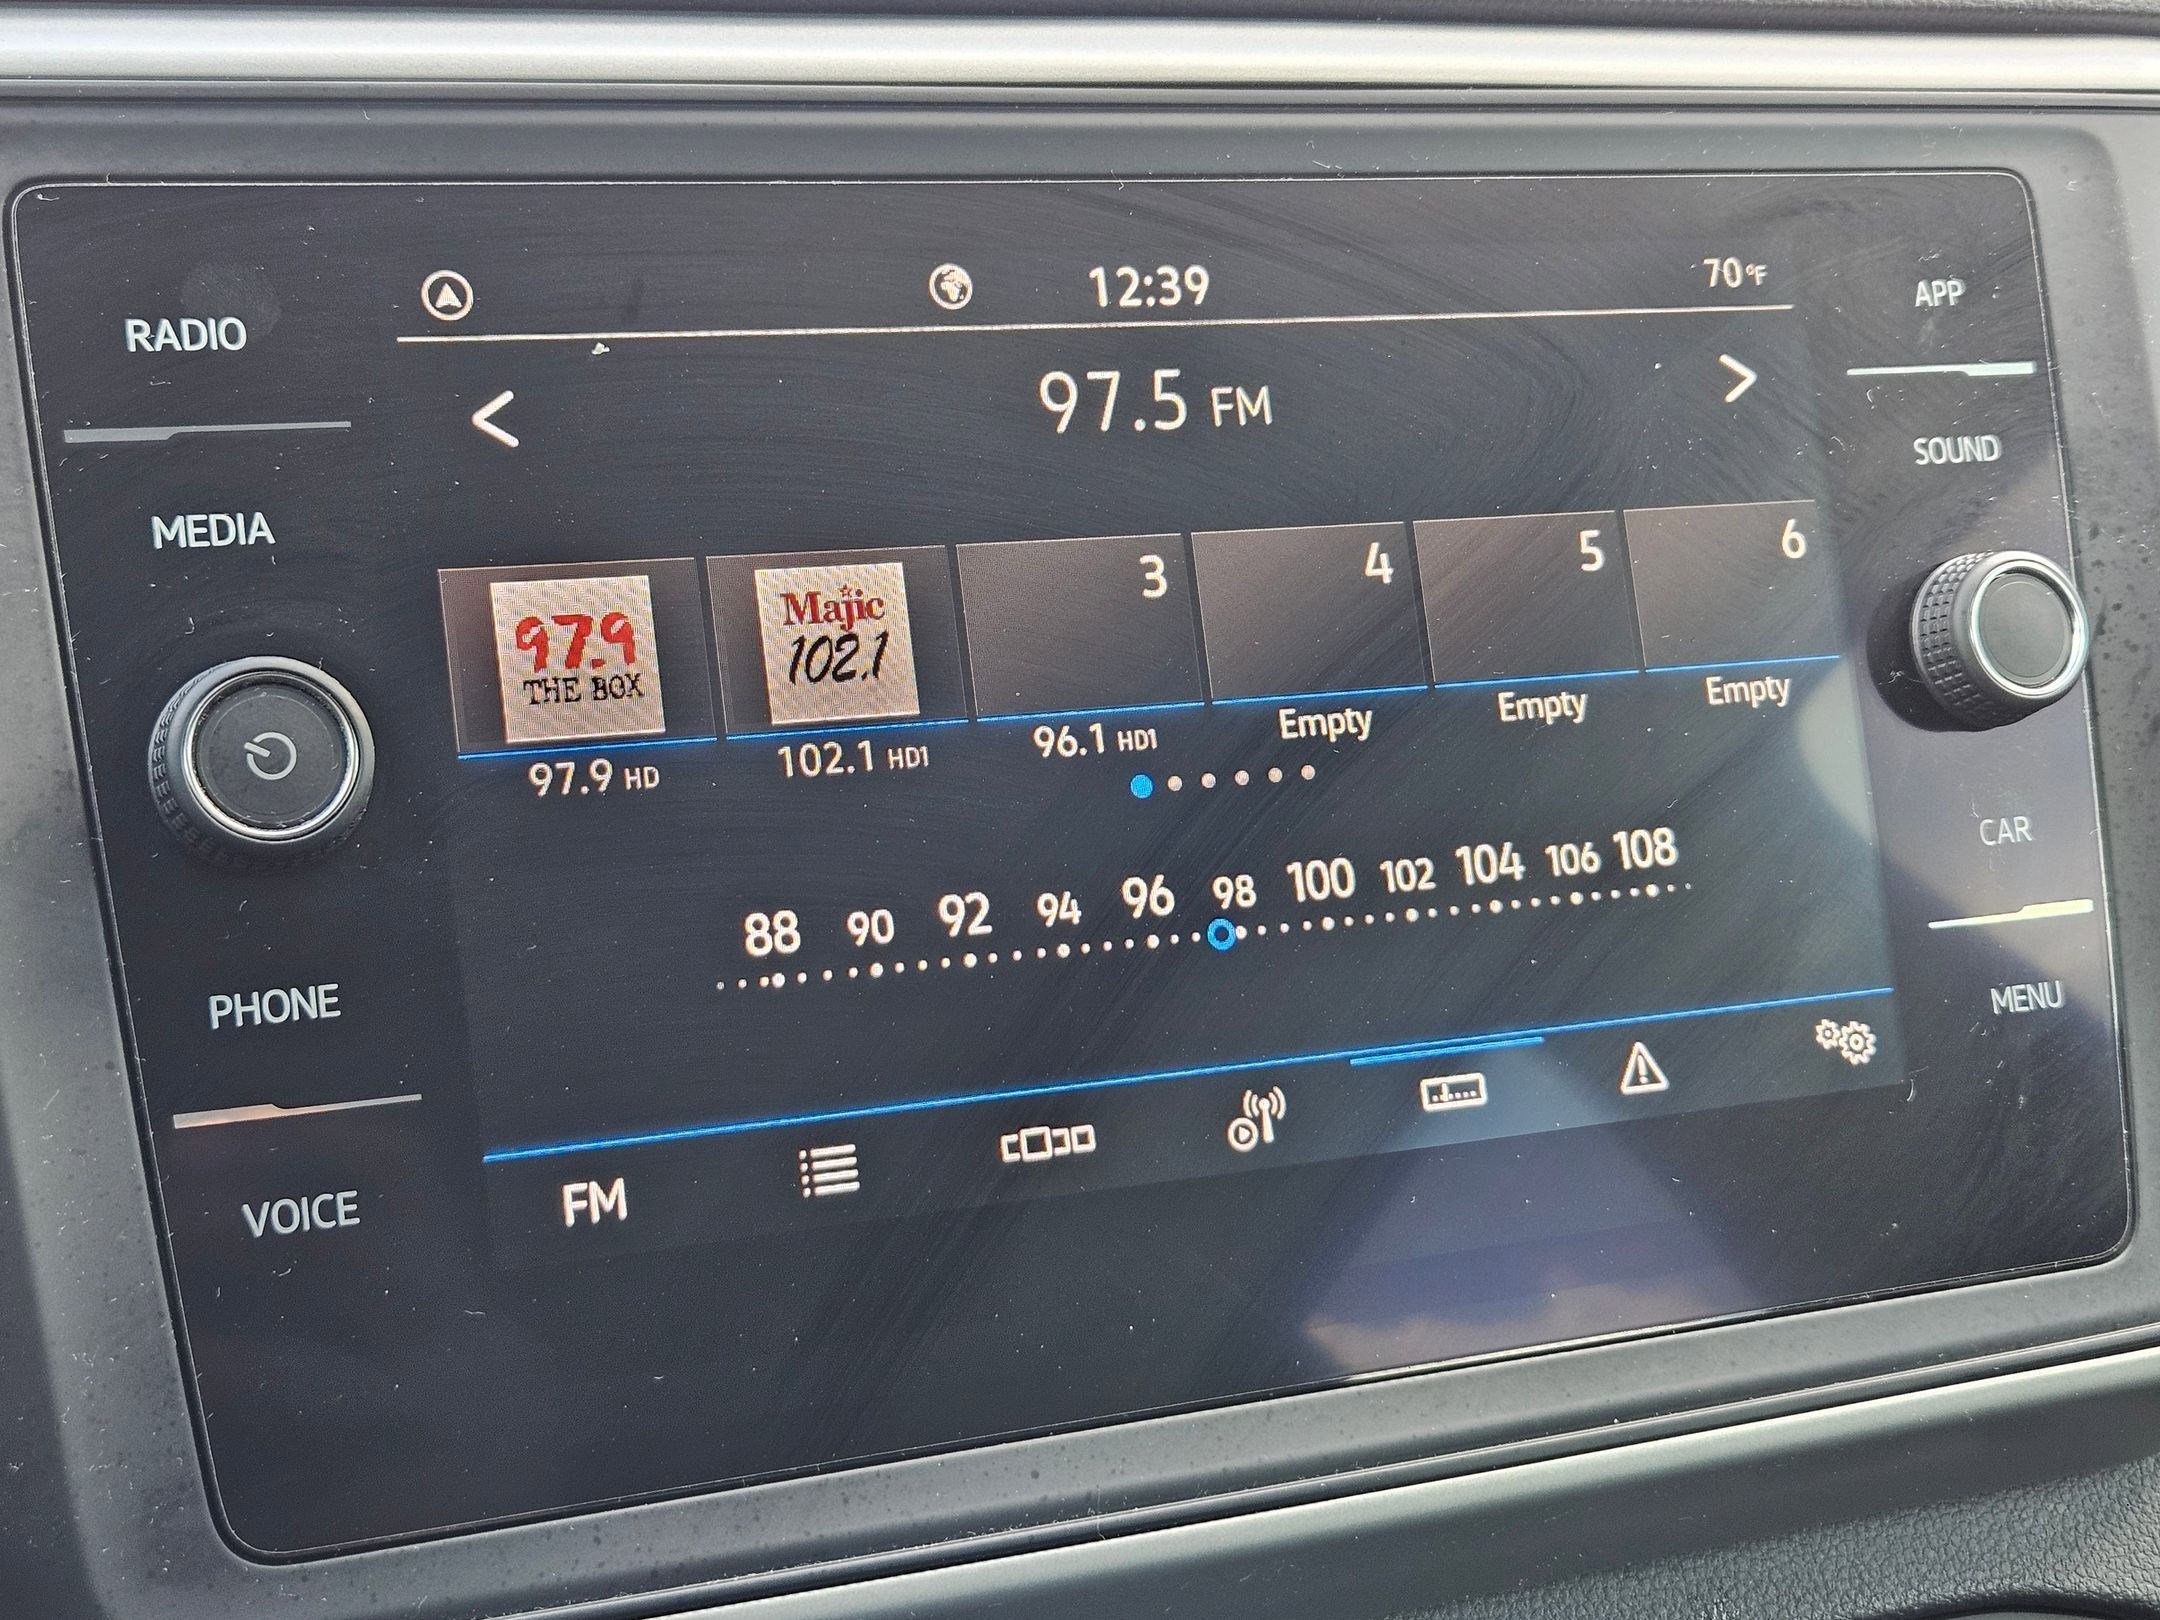 12:39
70°F
RADIO
APP
97.5 FM
SOUND
MEDIA
97.9
THE BOX
Majic
102.1
3
4
5
6
97.9 HD
102.1 HD1
96.1 HD1
Empty
Empty
Empty
CAR
88 90 92 94 96 98 100 102 104 106 108
PHONE
MENU
VOICE
FM